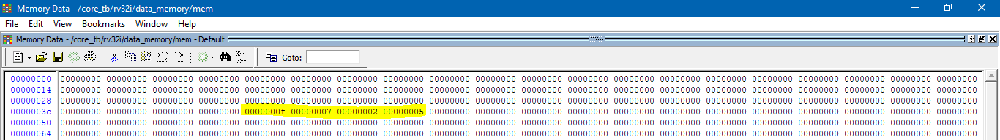 Memory Data - /core_tb/rv32i/data_memory/mem
File Edit View Bookmarks Window Help
Memory Data - /core_tb/rv32i/data_memory/mem - Default
Goto:
00000000 00000000 00000000 00000000 00000000 00000000 00000000 00000000 00000000 00000000 00000000 00000000 00000000 00000000 00000000 00000000 00000000 00000000 00000000 00000000 00000000
00000014 00000000 00000000 00000000 00000000 00000000 00000000 00000000 00000000 00000000 00000000 00000000 00000000 00000000 00000000 00000000 00000000 00000000 00000000 00000000 00000000
00000028 00000000 00000000 00000000 00000000 00000000 00000000 00000000 00000000 00000000 00000000 00000000 00000000 00000000 00000000 00000000 00000000 00000000 00000000 00000000 00000000
0000003c 00000000 00000000 00000000 00000000 0000000f 00000007 00000002 00000005 00000000 00000000 00000000 00000000 00000000 00000000 00000000 00000000 00000000 00000000 00000000 00000000
00000050 00000000 00000000 00000000 00000000 00000000 00000000 00000000 00000000 00000000 00000000 00000000 00000000 00000000 00000000 00000000 00000000 00000000 00000000 00000000 00000000
00000064 00000000 00000000 00000000 00000000 00000000 00000000 00000000 00000000 00000000 00000000 00000000 00000000 00000000 00000000 00000000 00000000 00000000 00000000 00000000 00000000